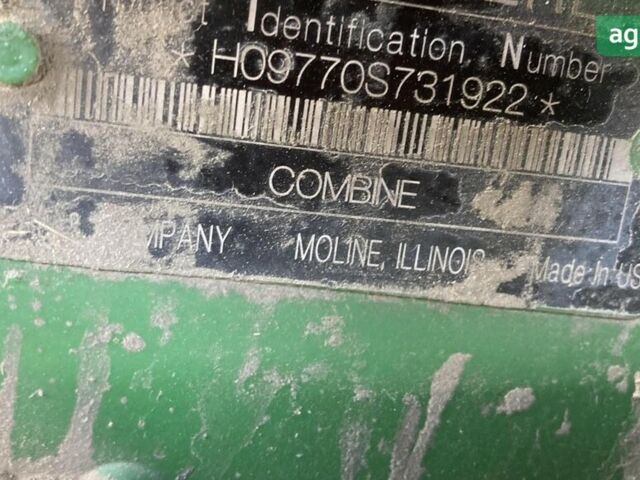 Identification Number
* H09770S731922 *
COMBINE
MPANY MOLINE, ILLINOIS Made in US
ag